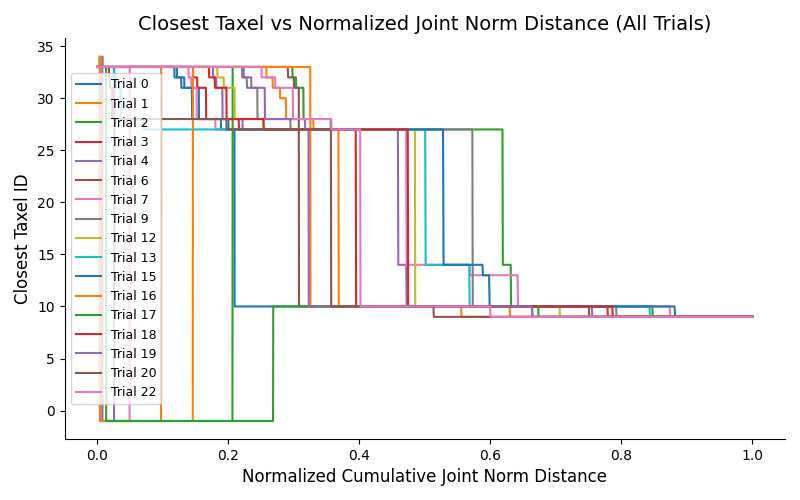 Closest Taxel vs Normalized Joint Norm Distance (All Trials)
Closest Taxel ID
35
30
25
20
15
10
5
0
Trial 0
Trial 1
Trial 2
Trial 3
Trial 4
Trial 6
Trial 7
Trial 9
Trial 12
Trial 13
Trial 15
Trial 16
Trial 17
Trial 18
Trial 19
Trial 20
Trial 22
0.0 0.2 0.4 0.6 0.8 1.0
Normalized Cumulative Joint Norm Distance